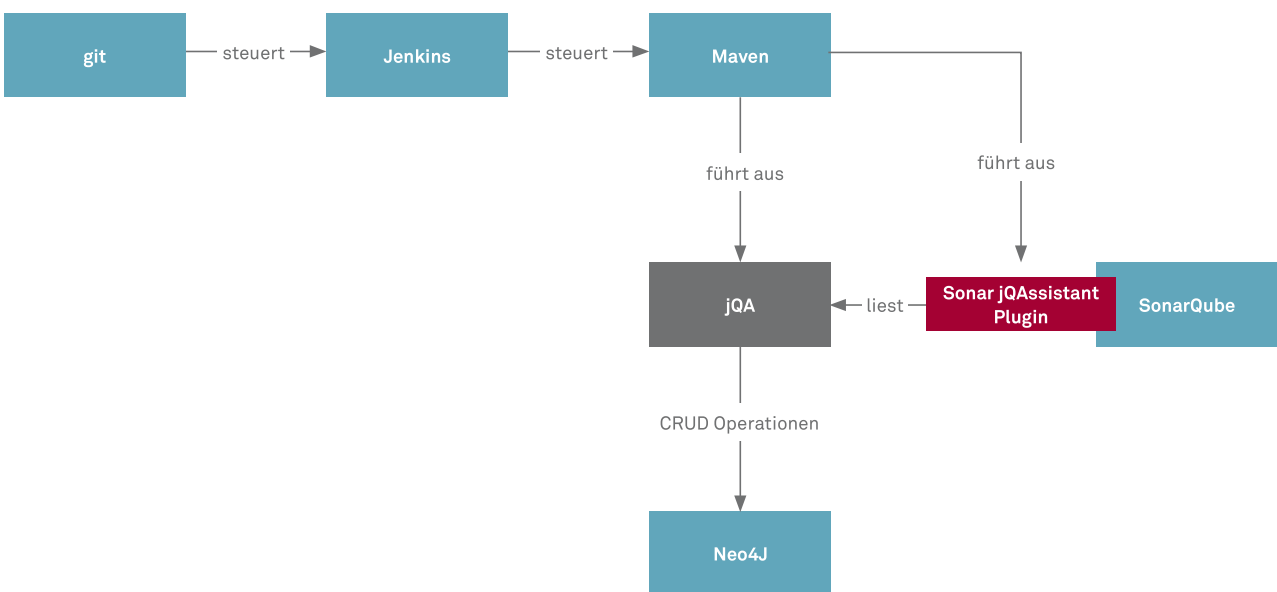 git
steuert
Jenkins
steuert
Maven
führt aus
führt aus
jQA
liest
Sonar jQAssistant
Plugin
SonarQube
CRUD Operationen
Neo4J